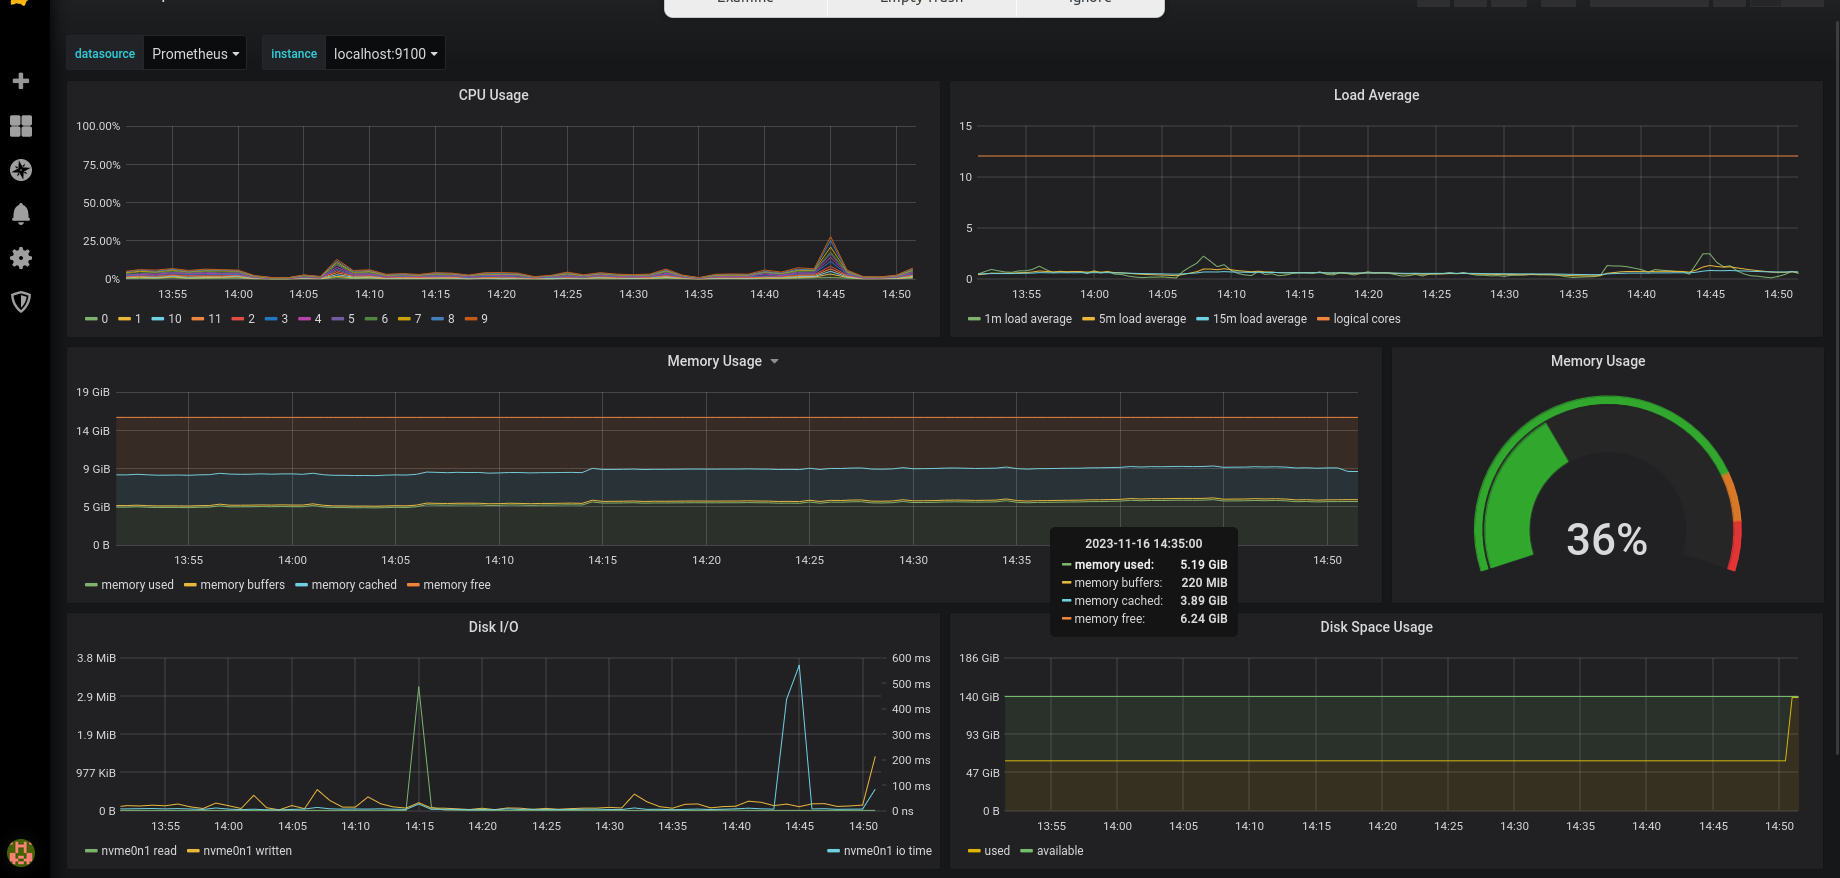 Examine Empty Trash Ignore
datasource Prometheus instance localhost:9100
CPU Usage
100.00%
75.00%
50.00%
25.00%
0%
13:55 14:00 14:05 14:10 14:15 14:20 14:25 14:30 14:35 14:40 14:45 14:50
0 1 10 11 2 3 4 5 6 7 8 9
Load Average
15
10
5
0
13:55 14:00 14:05 14:10 14:15 14:20 14:25 14:30 14:35 14:40 14:45 14:50
1m load average 5m load average 15m load average logical cores
Memory Usage
19 GiB
14 GiB
9 GiB
5 GiB
0 B
13:55 14:00 14:05 14:10 14:15 14:20 14:25 14:30 14:35 14:50
memory used memory buffers memory cached memory free
2023-11-16 14:35:00
memory used: 5.19 GiB
memory buffers: 220 MiB
memory cached: 3.89 GiB
memory free: 6.24 GiB
Memory Usage
36%
Disk I/O
3.8 MiB
2.9 MiB
1.9 MiB
977 KiB
0 B
600 ms
500 ms
400 ms
300 ms
200 ms
100 ms
0 ns
13:55 14:00 14:05 14:10 14:15 14:20 14:25 14:30 14:35 14:40 14:45 14:50
nvme0n1 read nvme0n1 written nvme0n1 io time
Disk Space Usage
186 GiB
140 GiB
93 GiB
47 GiB
0 B
13:55 14:00 14:05 14:10 14:15 14:20 14:25 14:30 14:35 14:40 14:45 14:50
used available